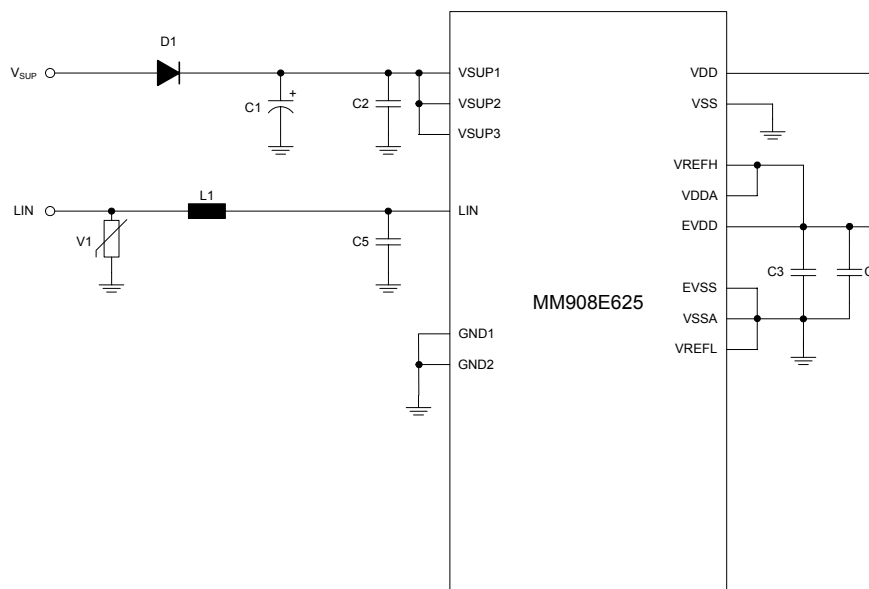 D1
VSUP
C1
+
C2
VSUP1
VSUP2
VSUP3
LIN
V1
L1
C5
LIN
GND1
GND2
MM908E625
VDD
VSS
VREFH
VDDA
EVDD
EVSS
VSSA
VREFL
C3